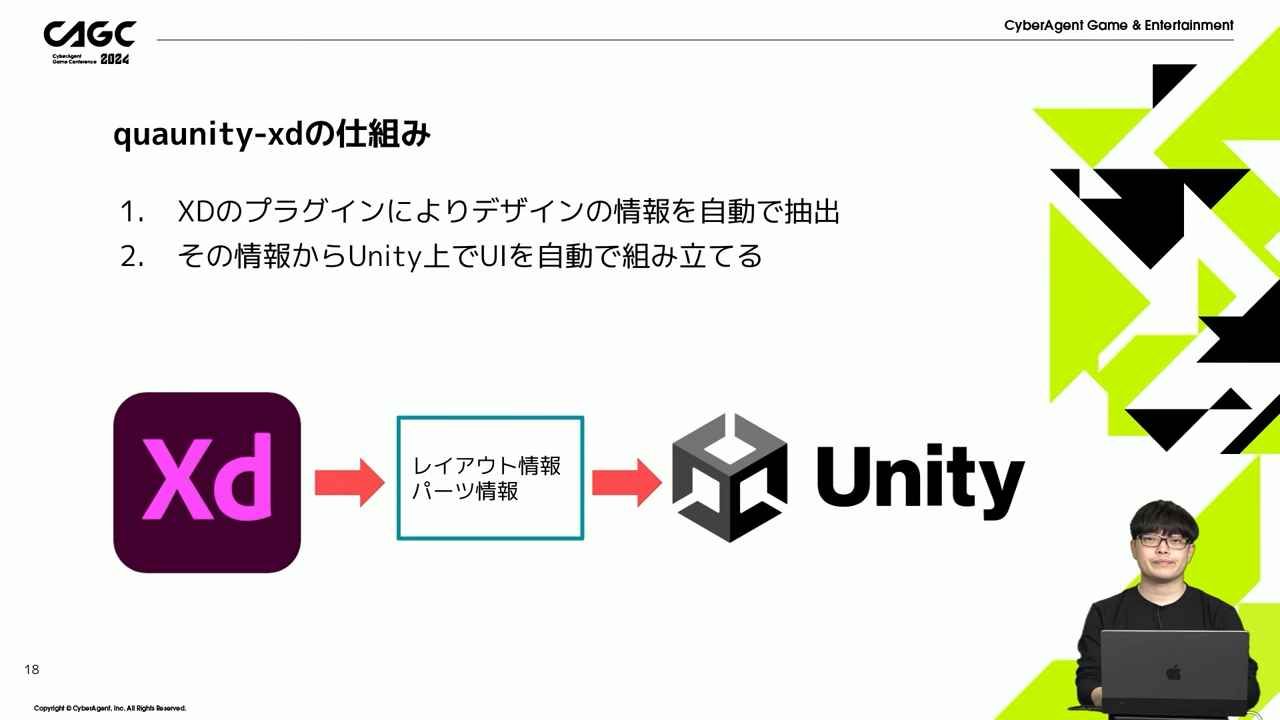 CAGC
CyberAgent
Game Conference 2024
CyberAgent Game & Entertainment
quaunity-xdの仕組み
1. XDのプラグインによりデザインの情報を自動で抽出
2. その情報からUnity上でUIを自動で組み立てる
Xd
レイアウト情報
パーツ情報
Unity
18
Copyright © CyberAgent, Inc. All Rights Reserved.